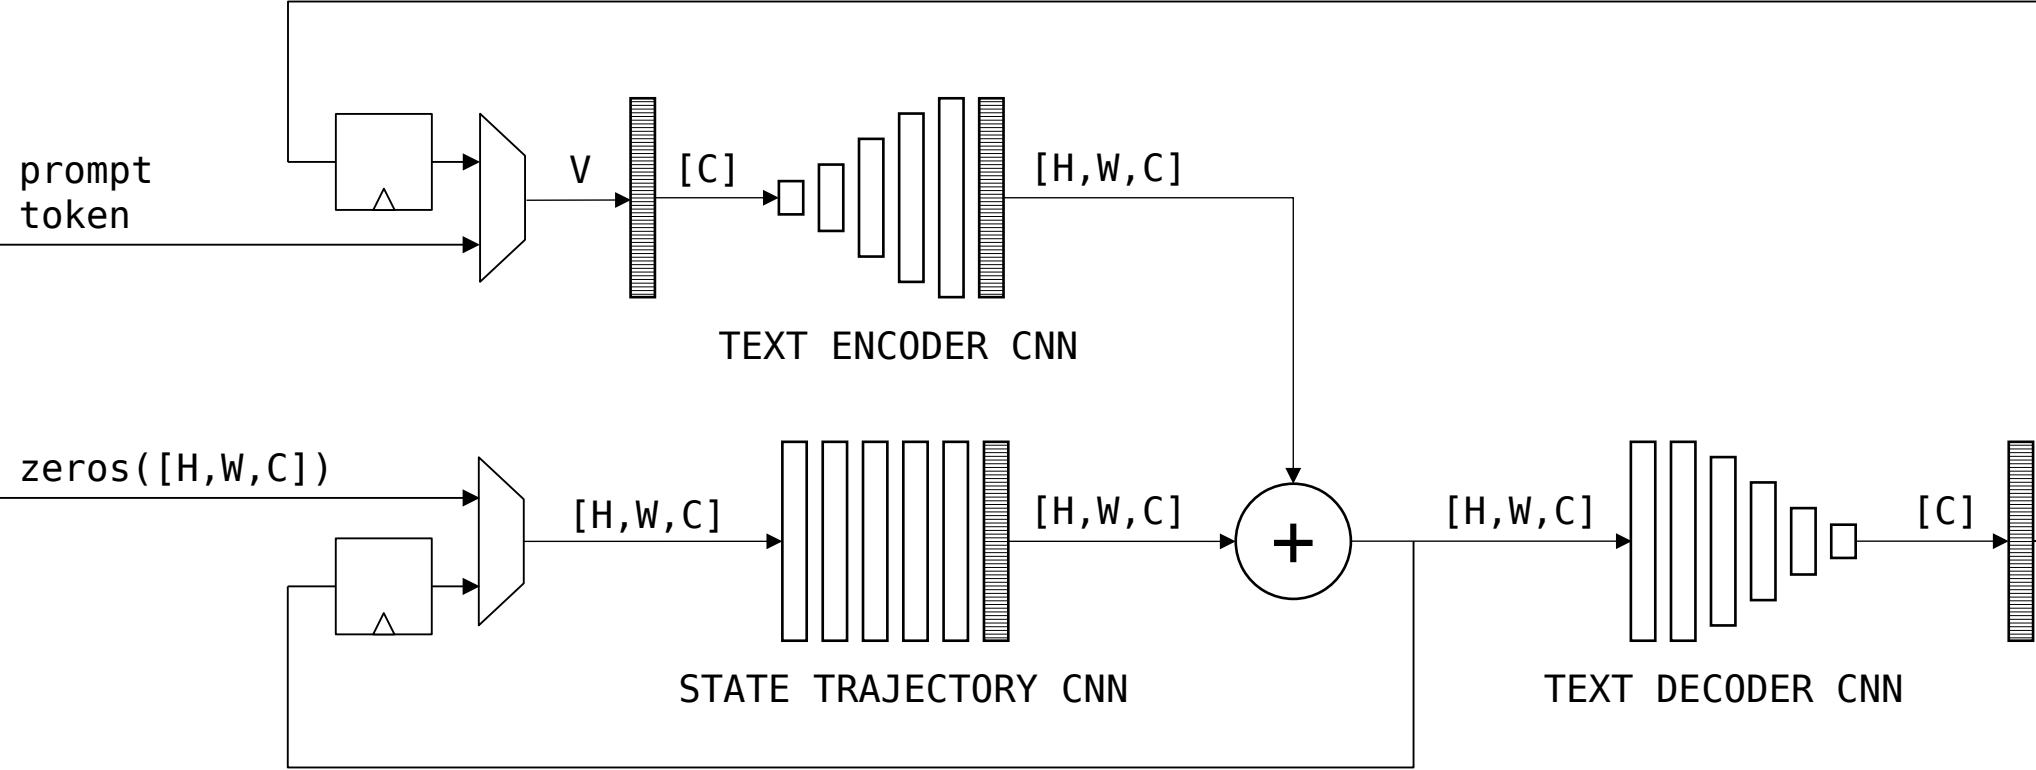 prompt
token
V
[C]
[H,W,C]
TEXT ENCODER CNN
zeros([H,W,C])
[H,W,C]
[H,W,C]
+
[H,W,C]
[C]
STATE TRAJECTORY CNN
TEXT DECODER CNN